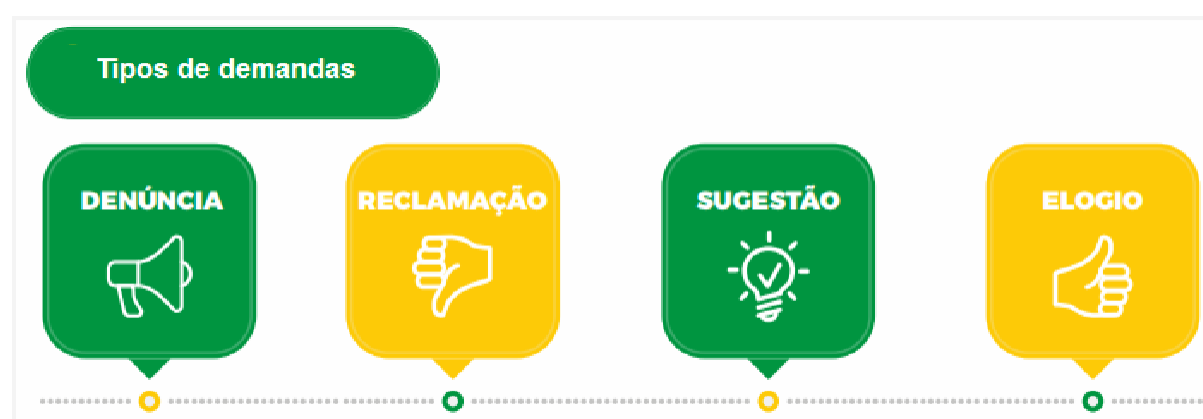 Tipos de demandas
DENÚNCIA
RECLAMAÇÃO
SUGESTÃO
ELOGIO